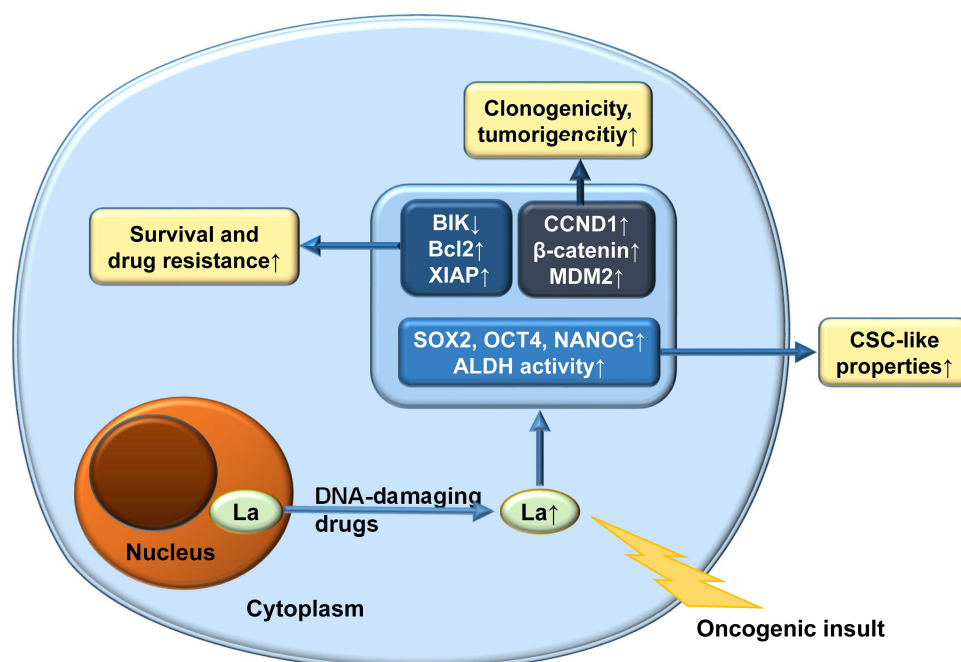 Clonogenicity,
tumorigencitiy↑
BIK↓
Bcl2↑
XIAP↑
CCND1↑
β-catenin↑
MDM2↑
Survival and
drug resistance↑
SOX2, OCT4, NANOG↑
ALDH activity↑
CSC-like
properties↑
La
DNA-damaging
drugs
La↑
Nucleus
Cytoplasm
Oncogenic insult